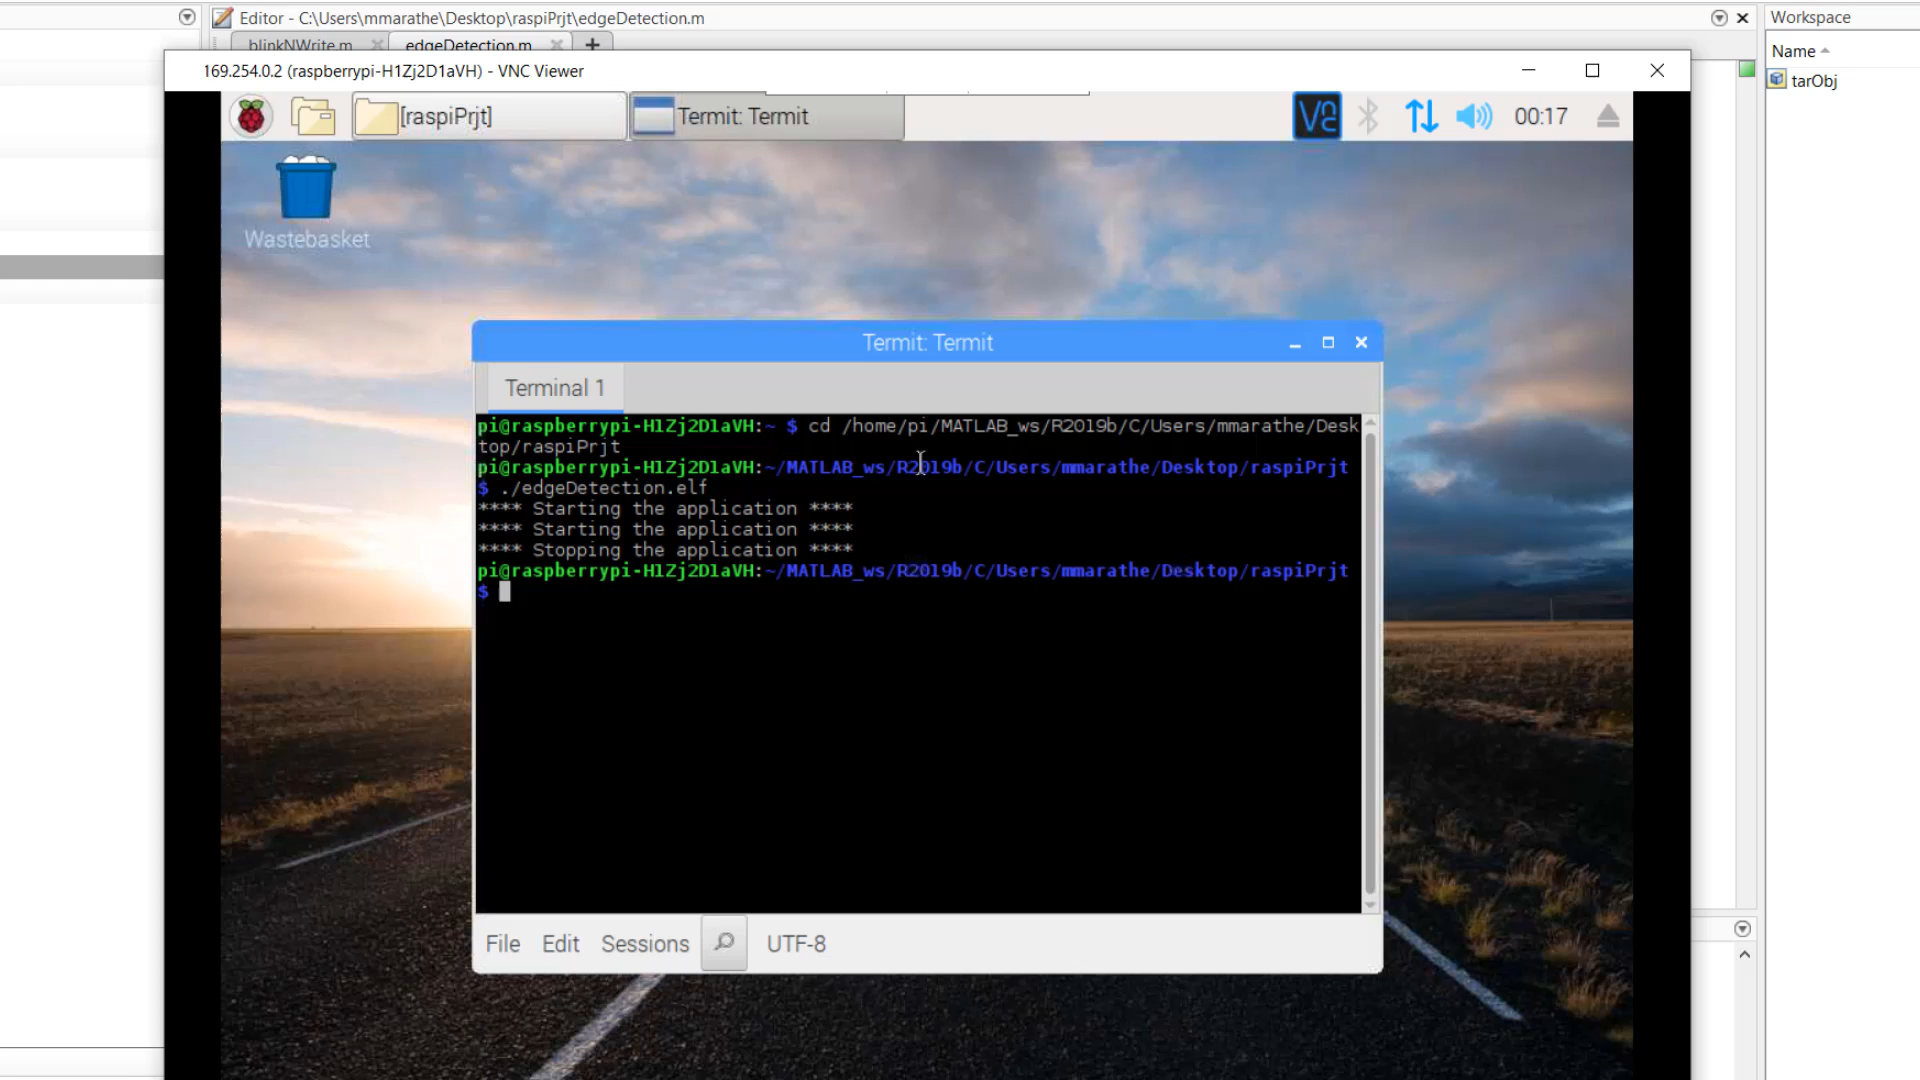 Editor - C:\Users\mmarathe\Desktop\raspiPrjt\edgeDetection.m
Workspace
blinkNWrite.m
edgeDetection.m
Name
tarObj
169.254.0.2 (raspberrypi-H1Zj2D1aVH) - VNC Viewer
[raspiPrjt]
Termit: Termit
00:17
Wastebasket
Termit: Termit
Terminal 1
pi@raspberrypi-H1Zj2D1aVH:~ $ cd /home/pi/MATLAB_ws/R2019b/C/Users/mmarathe/Desk
top/raspiPrjt
pi@raspberrypi-H1Zj2D1aVH:~/MATLAB_ws/R2019b/C/Users/mmarathe/Desktop/raspiPrjt
$ ./edgeDetection.elf
**** Starting the application ****
**** Starting the application ****
**** Stopping the application ****
pi@raspberrypi-H1Zj2D1aVH:~/MATLAB_ws/R2019b/C/Users/mmarathe/Desktop/raspiPrjt
$
File Edit Sessions UTF-8